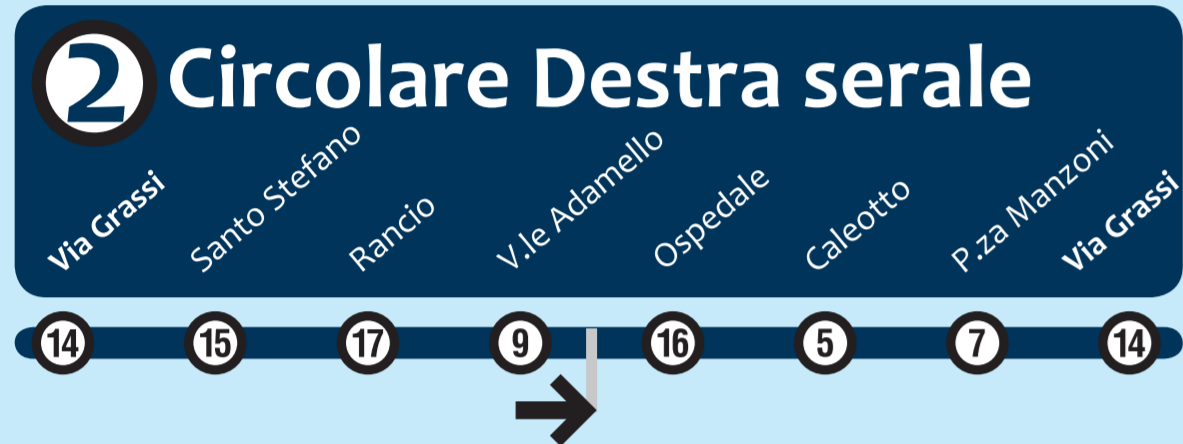 2 Circolare Destra serale
Via Grassi
Santo Stefano
Rancio
V.le Adamello
Ospedale
Caleotto
P.za Manzoni
Via Grassi
14 15 17 9 16 5 7 14